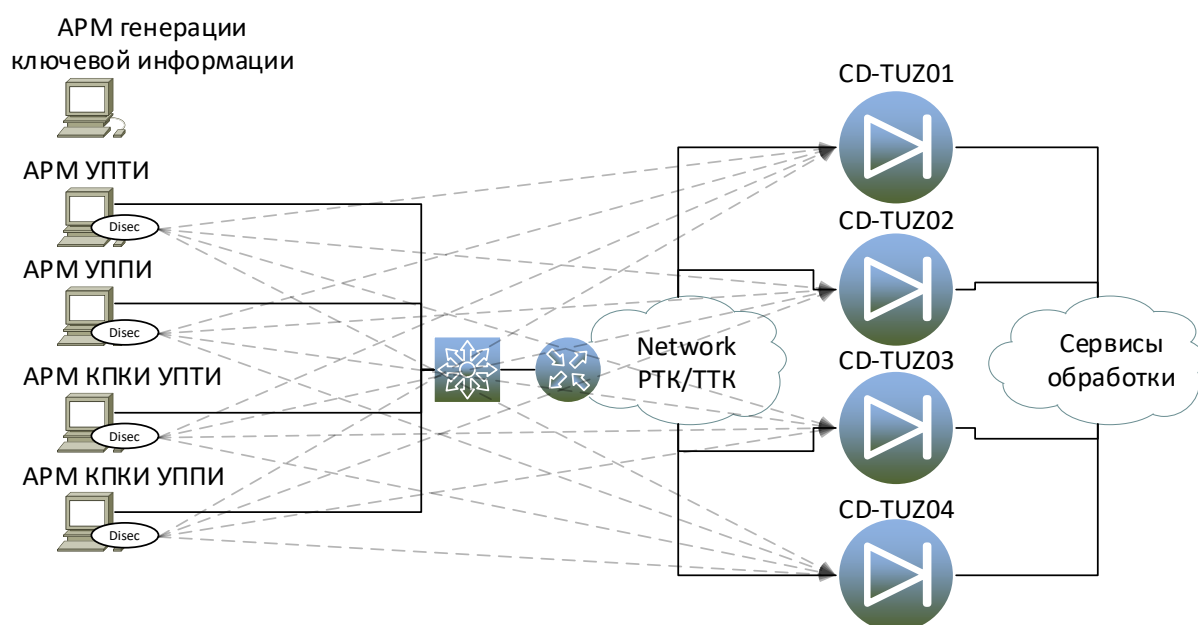 АРМ генерации
ключевой информации
АРМ УПТИ
Disec
АРМ УППИ
Disec
АРМ КПКИ УПТИ
Disec
АРМ КПКИ УППИ
Disec
Network
РТК/ТТК
CD-TUZ01
CD-TUZ02
CD-TUZ03
CD-TUZ04
Сервисы
обработки